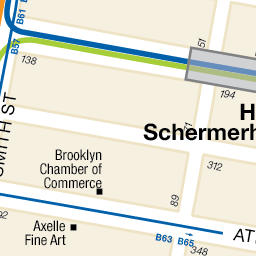 B61
B57
51
138
194
SMITH ST
H
Schermerh
Brooklyn
Chamber of
Commerce
312
89
Axelle
Fine Art
B63
B65
AT
348
51